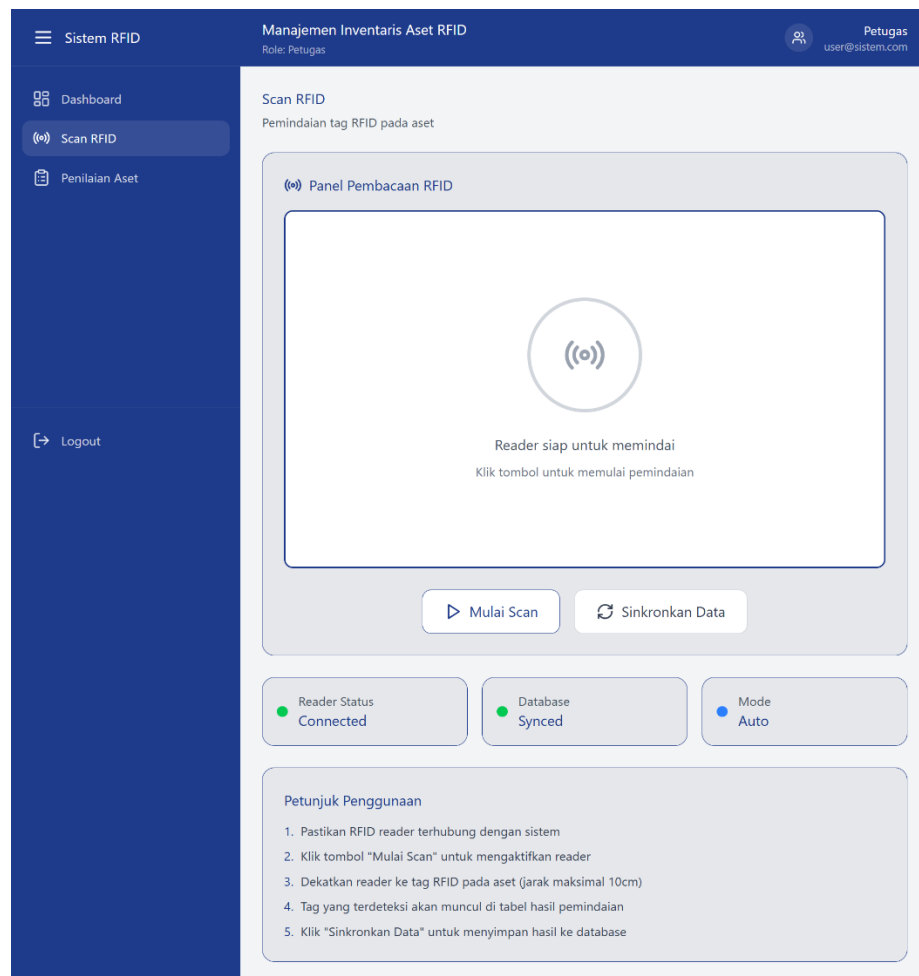 Sistem RFID
Manajemen Inventaris Aset RFID
Role: Petugas
Petugas
user@sistem.com
Dashboard
Scan RFID
Penilaian Aset
Logout
Scan RFID
Pemindaian tag RFID pada aset
Panel Pembacaan RFID
Reader siap untuk memindai
Klik tombol untuk memulai pemindaian
Mulai Scan
Sinkronkan Data
Reader Status
Connected
Database
Synced
Mode
Auto
Petunjuk Penggunaan
1. Pastikan RFID reader terhubung dengan sistem
2. Klik tombol "Mulai Scan" untuk mengaktifkan reader
3. Dekatkan reader ke tag RFID pada aset (jarak maksimal 10cm)
4. Tag yang terdeteksi akan muncul di tabel hasil pemindaian
5. Klik "Sinkronkan Data" untuk menyimpan hasil ke database